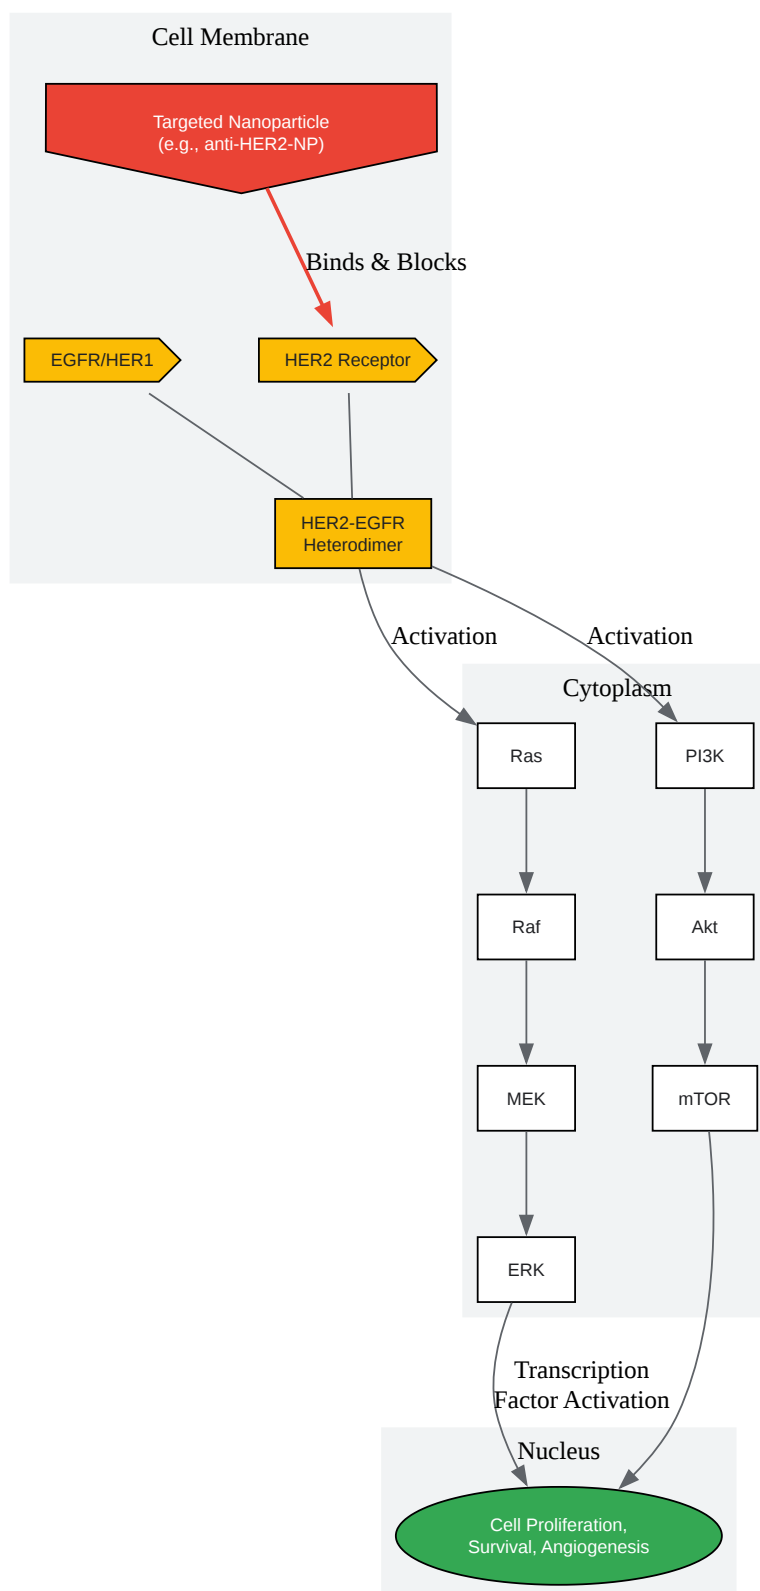 Cell Membrane
Targeted Nanoparticle
(e.g., anti-HER2-NP)
Binds & Blocks
EGFR/HER1
HER2 Receptor
HER2-EGFR
Heterodimer
Activation
Activation
Cytoplasm
Ras
PI3K
Raf
Akt
MEK
mTOR
ERK
Transcription
Factor Activation
Nucleus
Cell Proliferation,
Survival, Angiogenesis